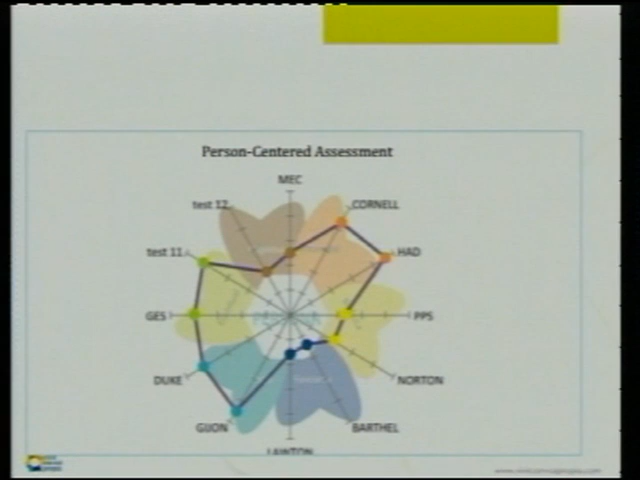 Person-Centered Assessment
MEC
test 12
CORNELL
test 11
HAD
GES
PPS
DUKE
NORTON
GIJON
BARTHEL
LAWTON